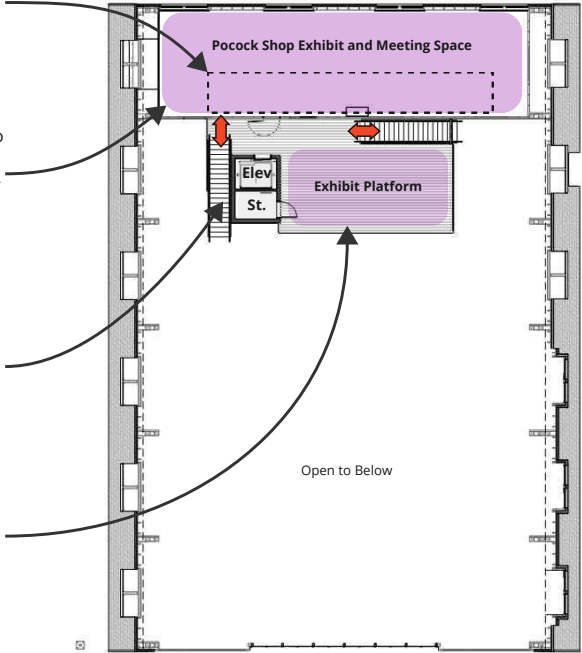 Pocock Shop Exhibit and Meeting Space
Elev
Exhibit Platform
St.
Open to Below